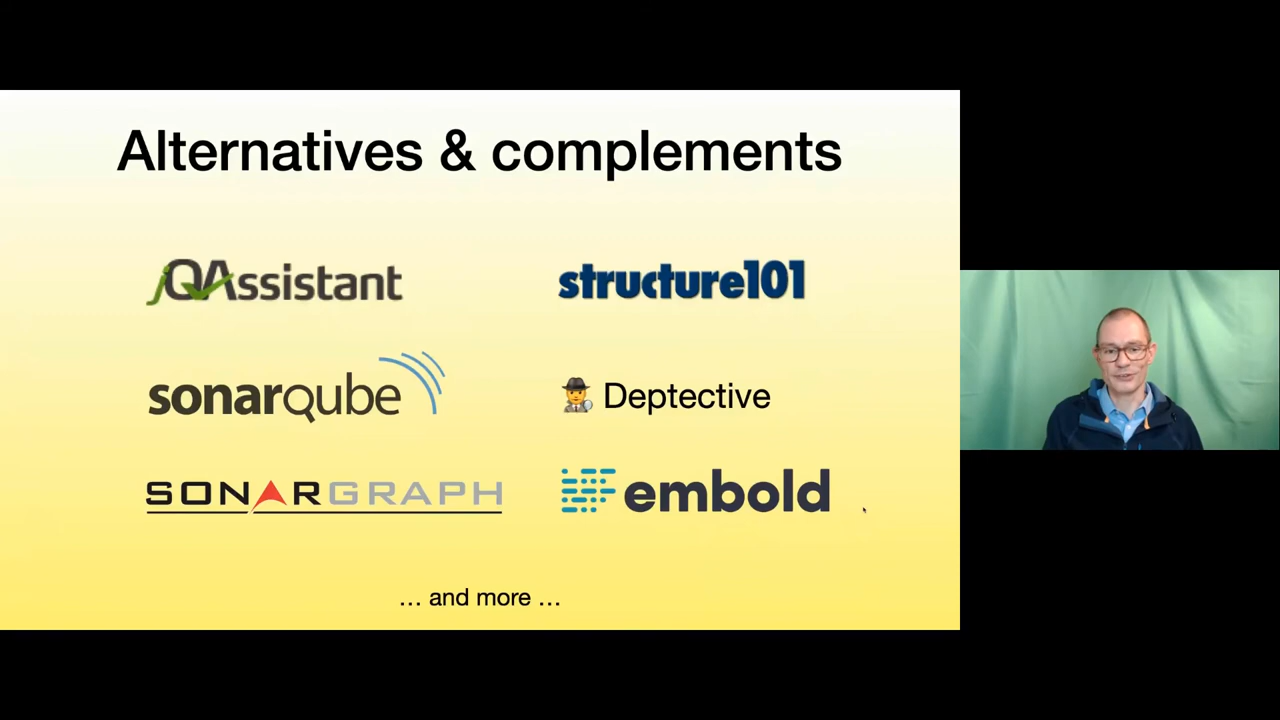 Alternatives & complements
jQAssistant
structure101
sonarqube
Deptective
SONARGRAPH
embold
... and more ...